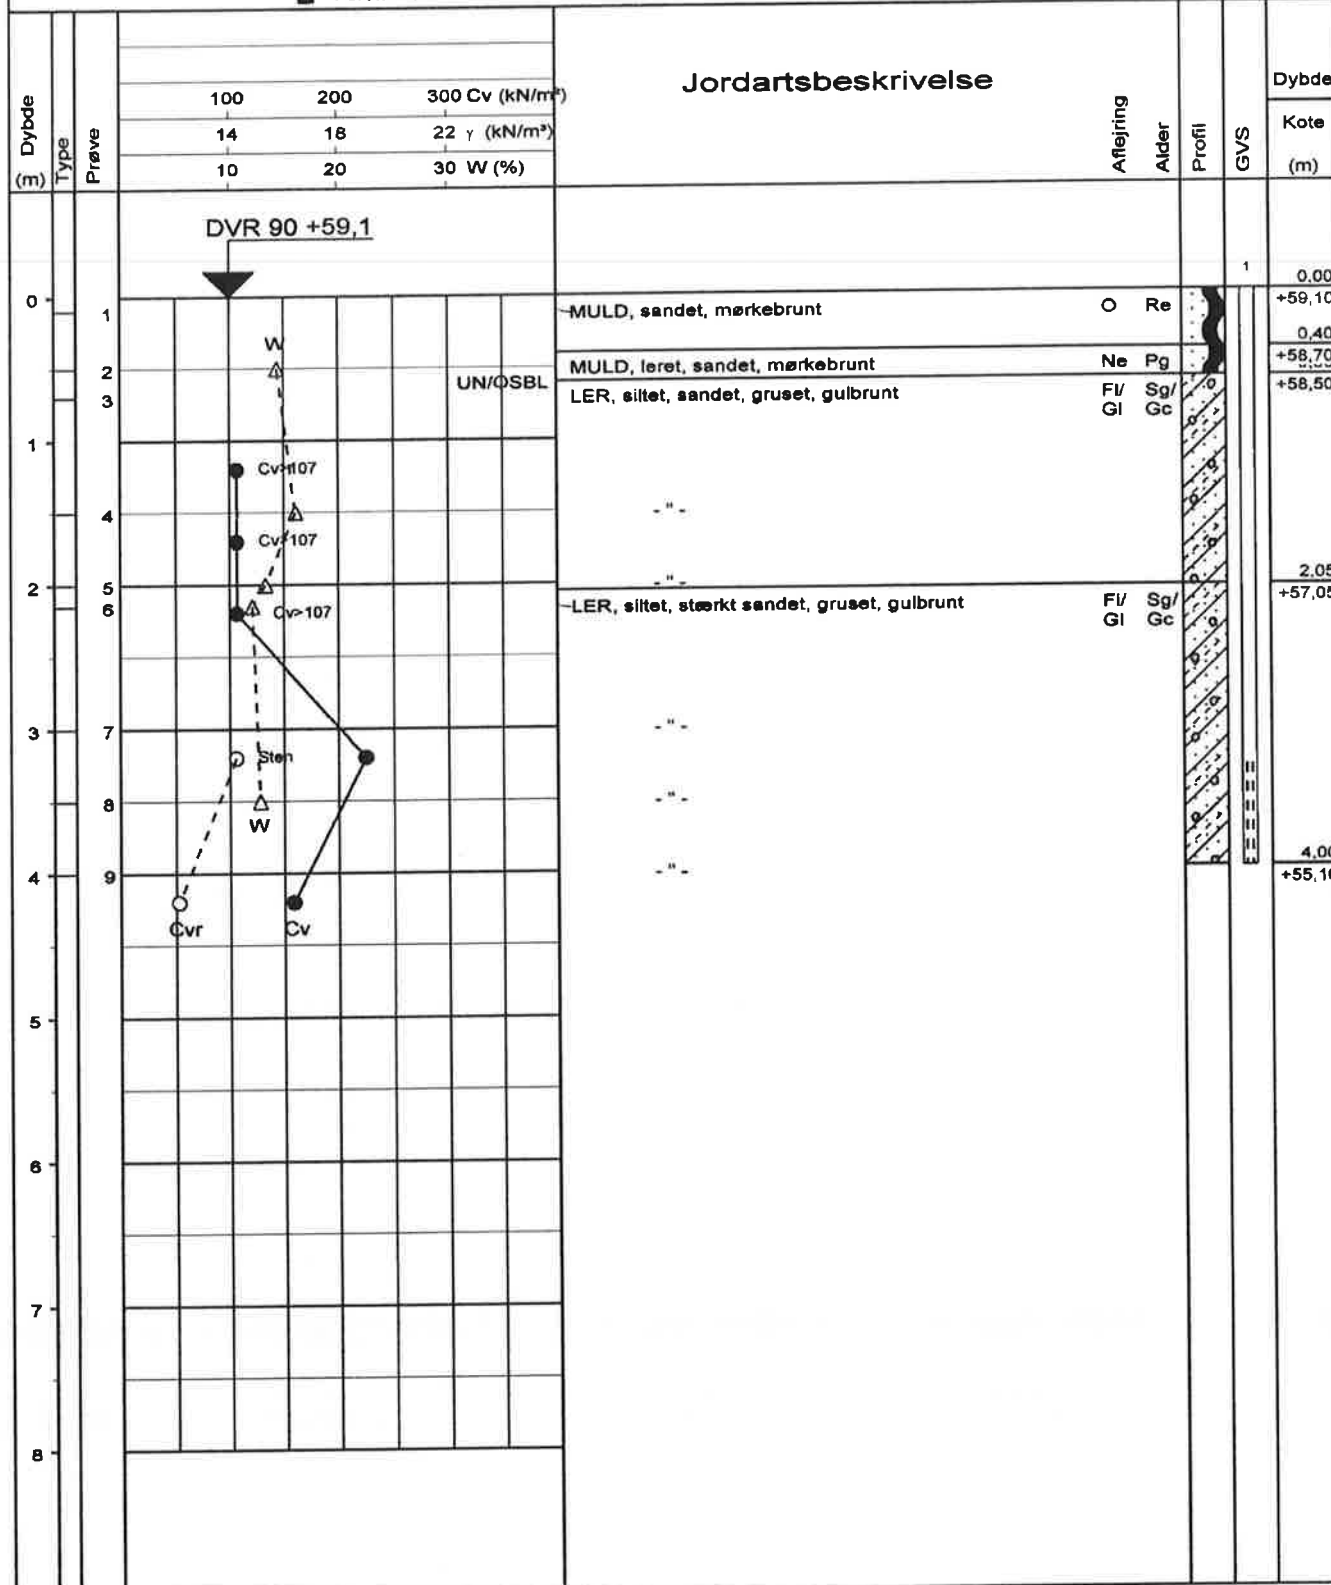 Jordartsbeskrivelse
Dybde
(m)
Type
Prøve
100 200 300 Cv (kN/m²)
14 18 22 γ (kN/m³)
10 20 30 W (%)
Aflejring
Alder
Profil
GVS
Dybde
Kote
(m)
DVR 90 +59,1
1
0,00
0
1
MULD, sandet, mørkebrunt O Re
+59,10
0,40
W
2
MULD, leret, sandet, mørkebrunt Ne Pg
+58,70
UN/OSBL
3
LER, siltet, sandet, gruset, gulbrunt Fl/ Sg/
Gl Gc
+58,50
1
Cv>107
4
- " -
Cv>107
2
5
- " -
2,05
6
Cv>107
LER, siltet, stærkt sandet, gruset, gulbrunt Fl/ Sg/
Gl Gc
+57,05
3
7
- " -
Sten
8
- " -
W
4
9
- " -
4,00
+55,10
Cvr Cv
5
6
7
8